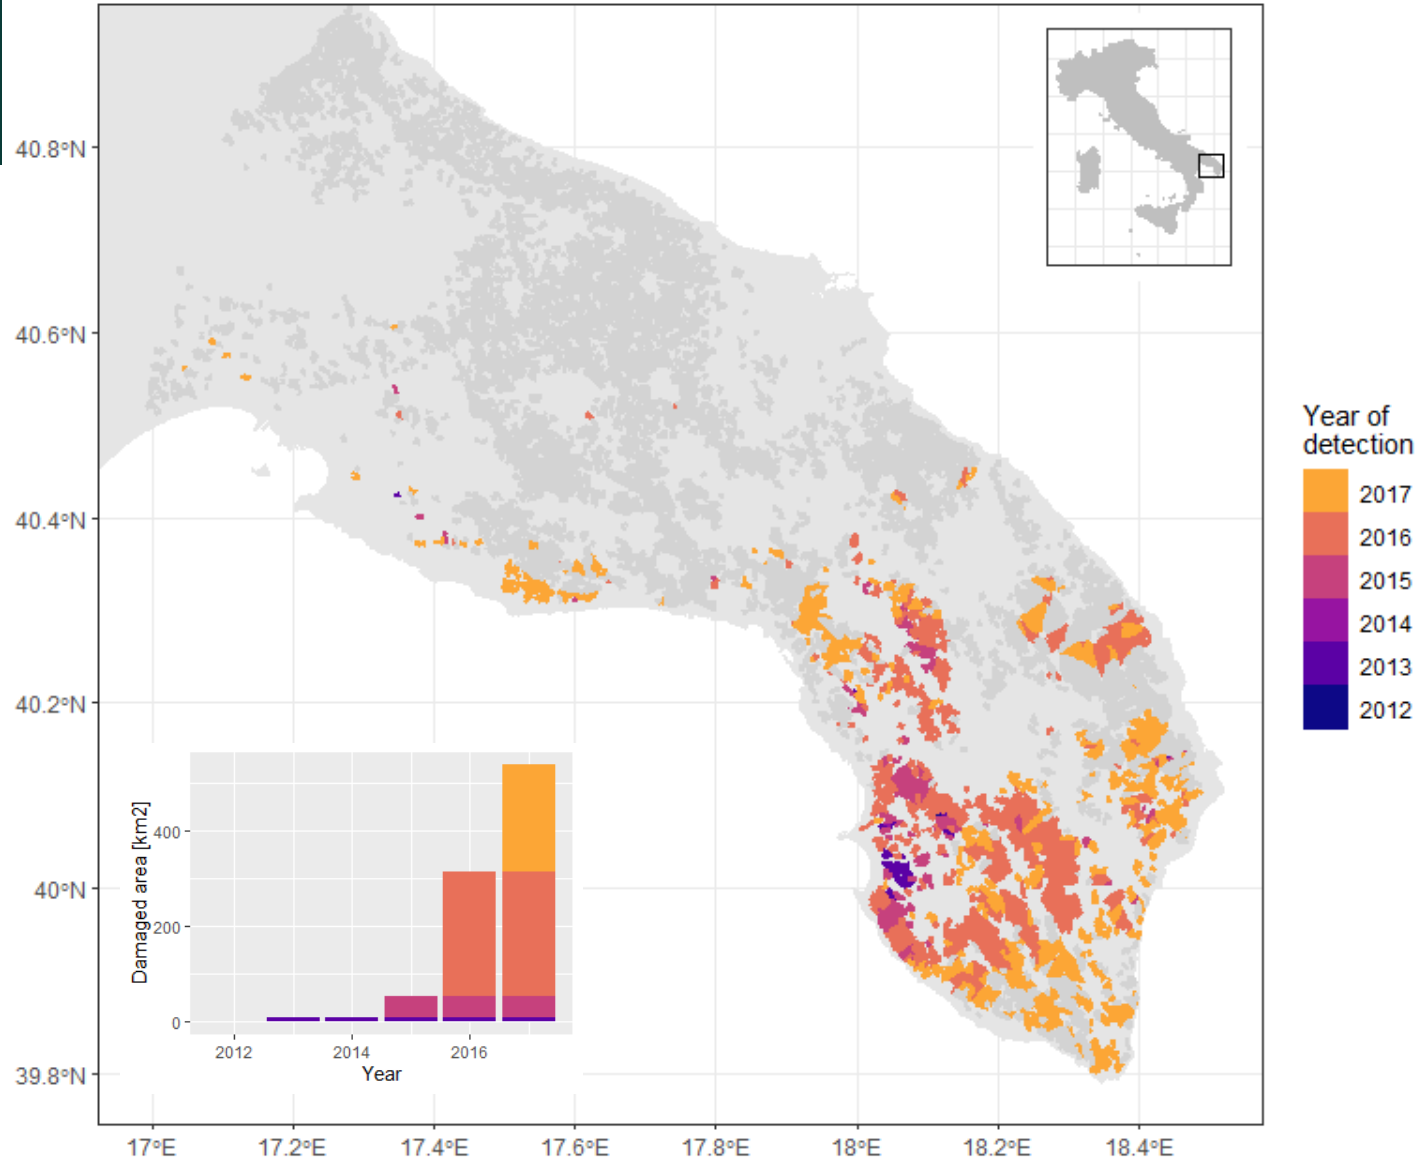 40.8°N
40.6°N
40.4°N
40.2°N
40°N
39.8°N
17°E
17.2°E
17.4°E
17.6°E
17.8°E
18°E
18.2°E
18.4°E
Damaged area [km2]
400
200
0
2012
2014
2016
Year
Year of
detection
2017
2016
2015
2014
2013
2012